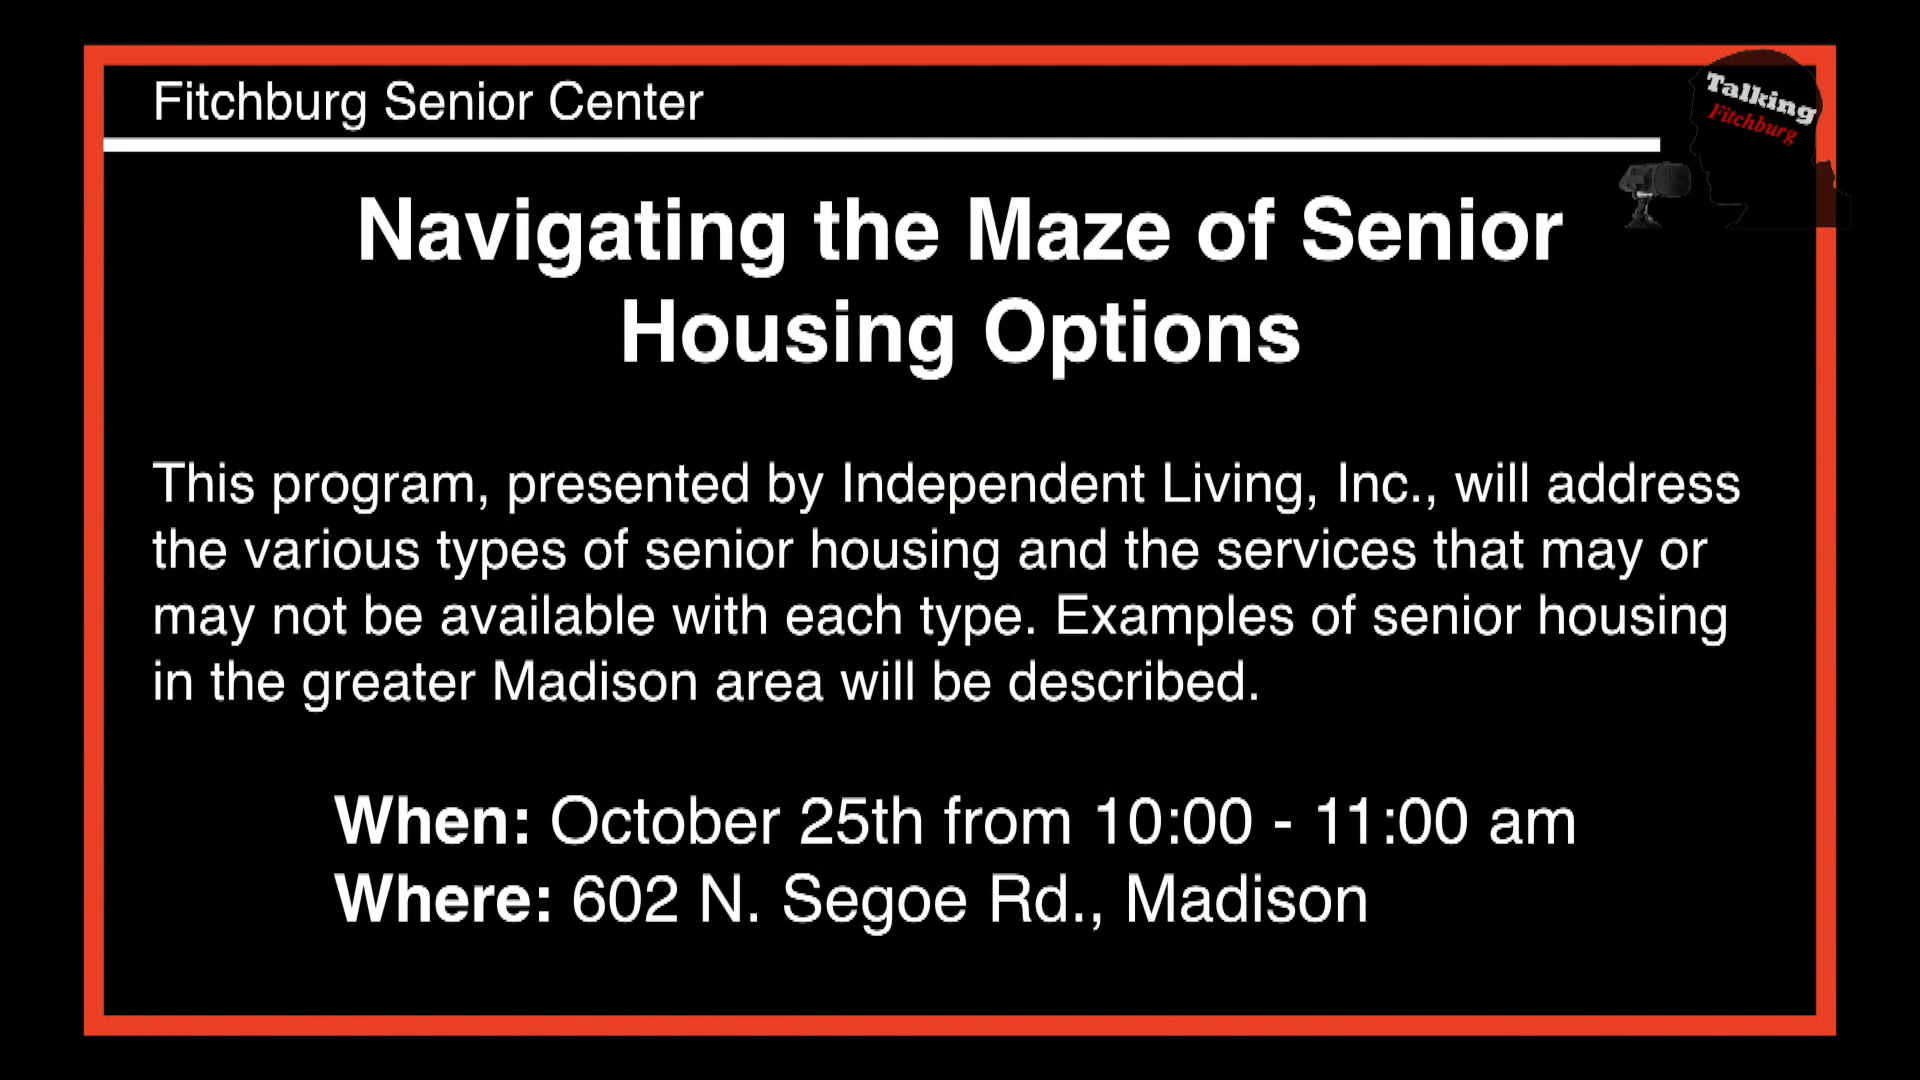 Fitchburg Senior Center
Talking
Fitchburg
Navigating the Maze of Senior
Housing Options
This program, presented by Independent Living, Inc., will address
the various types of senior housing and the services that may or
may not be available with each type. Examples of senior housing
in the greater Madison area will be described.
When: October 25th from 10:00 - 11:00 am
Where: 602 N. Segoe Rd., Madison